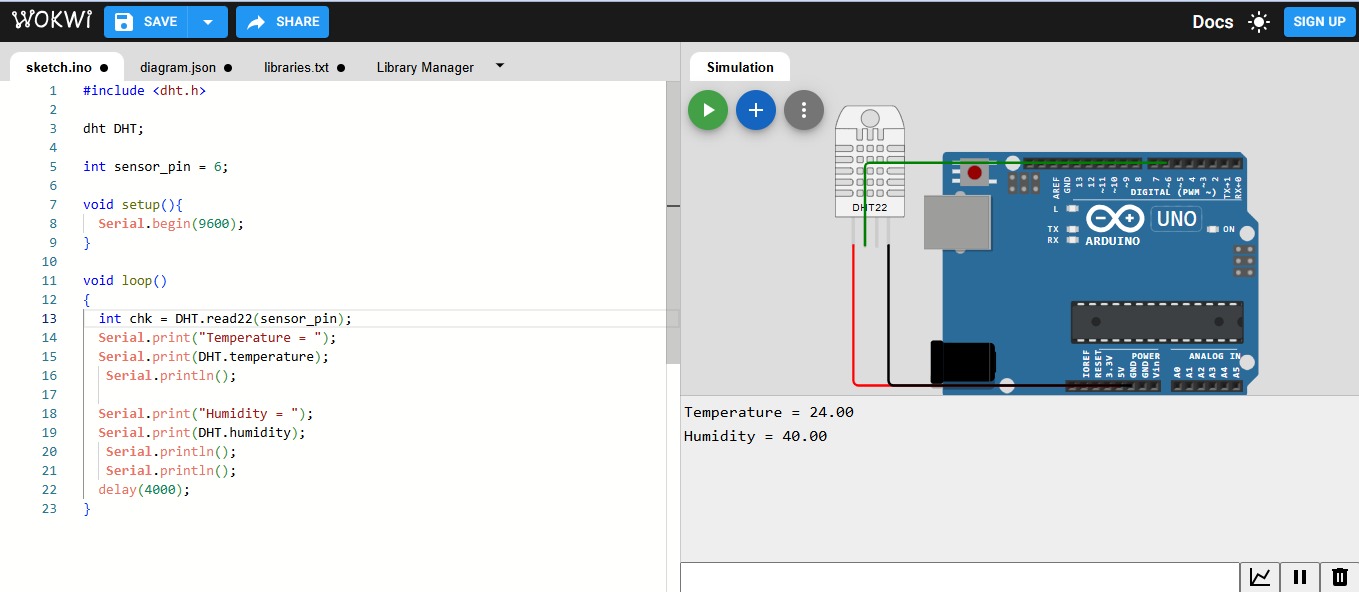 WOKWi SAVE SHARE Docs SIGN UP
sketch.ino ● diagram.json ● libraries.txt ● Library Manager
1 #include <dht.h>
2
3 dht DHT;
4
5 int sensor_pin = 6;
6
7 void setup(){
8 Serial.begin(9600);
9 }
10
11 void loop()
12 {
13 int chk = DHT.read22(sensor_pin);
14 Serial.print("Temperature = ");
15 Serial.print(DHT.temperature);
16 Serial.println();
17
18 Serial.print("Humidity = ");
19 Serial.print(DHT.humidity);
20 Serial.println();
21 Serial.println();
22 delay(4000);
23 }
Simulation
DHT22
AREF GND 13 12 ~11 ~10 ~9 8 7 ~6 ~5 4 ~3 2 TX→1 RX←0
DIGITAL (PWM ~)
L
TX
RX
UNO
ON
ARDUINO
IOREF RESET 3.3V 5V GND GND Vin A0 A1 A2 A3 A4 A5
POWER ANALOG IN
Temperature = 24.00
Humidity = 40.00